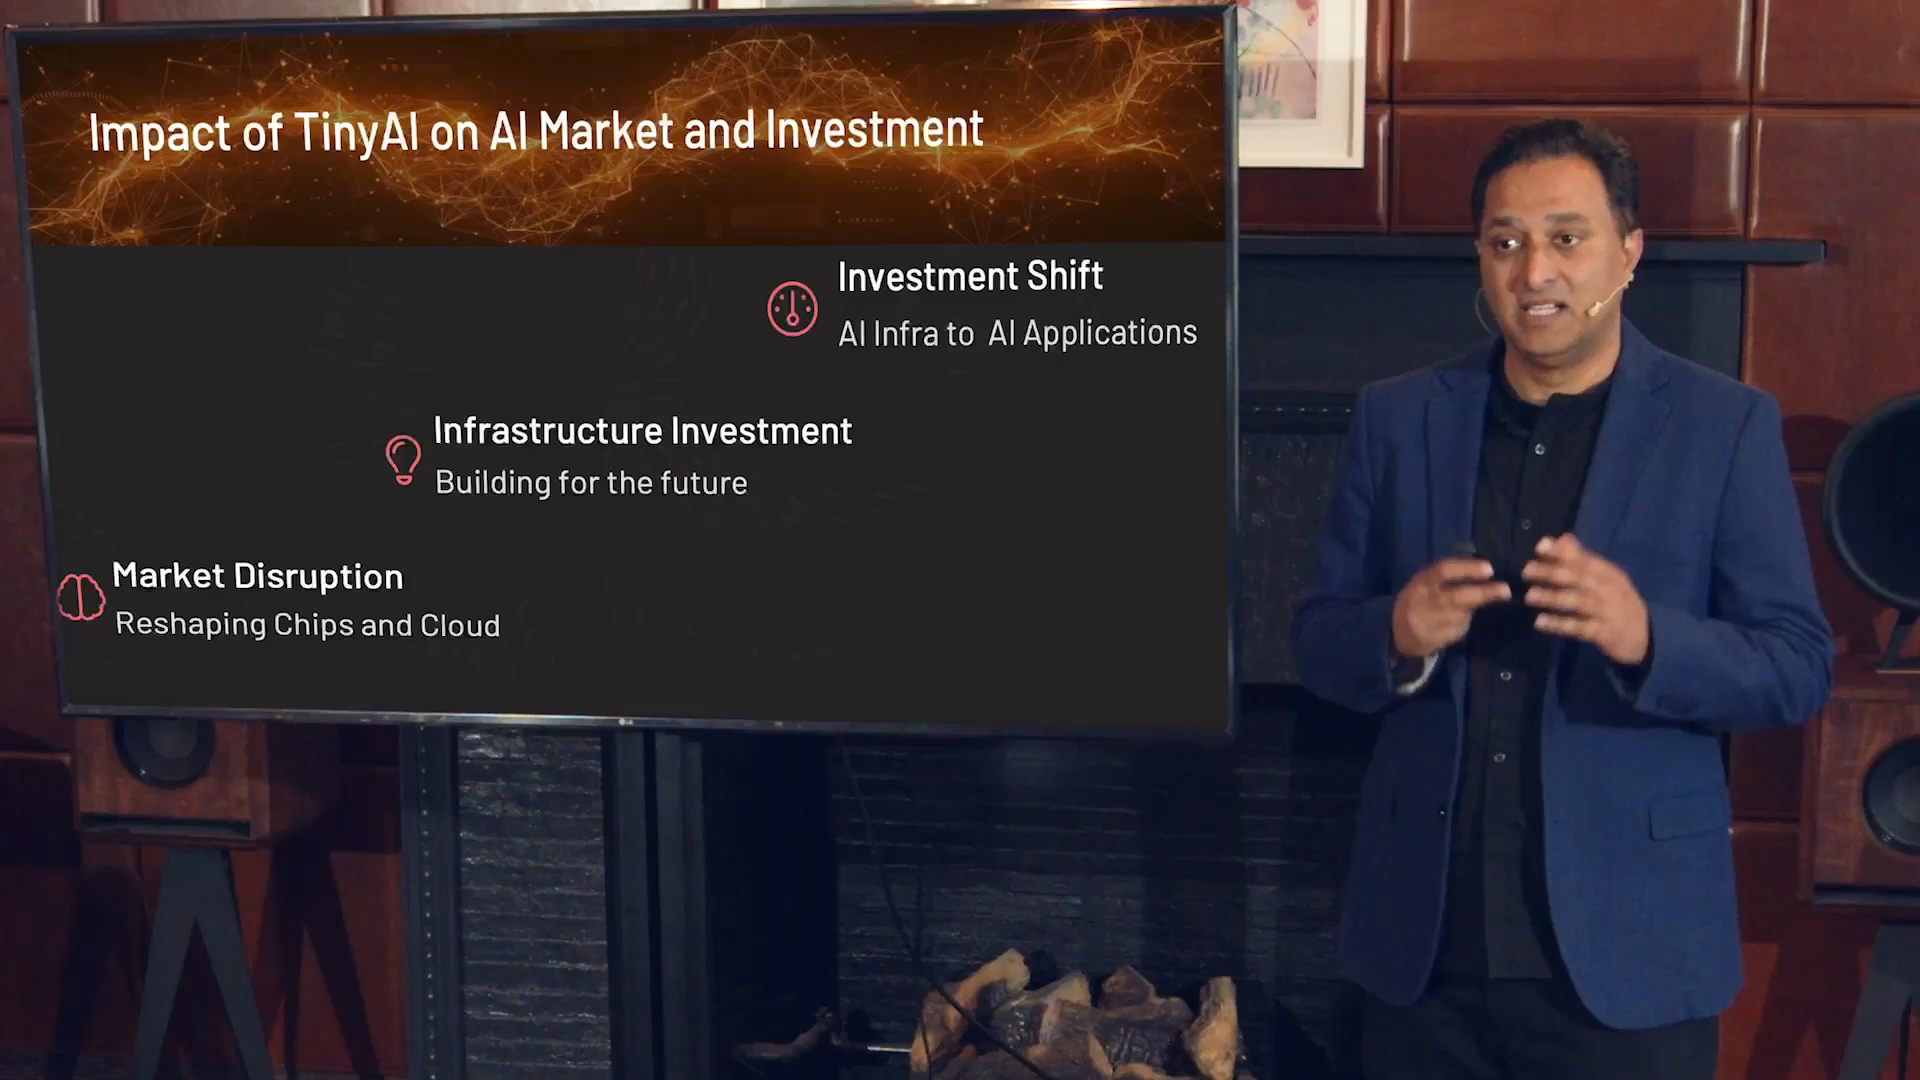 Impact of TinyAI on AI Market and Investment
Investment Shift
AI Infra to AI Applications
Infrastructure Investment
Building for the future
Market Disruption
Reshaping Chips and Cloud
LG